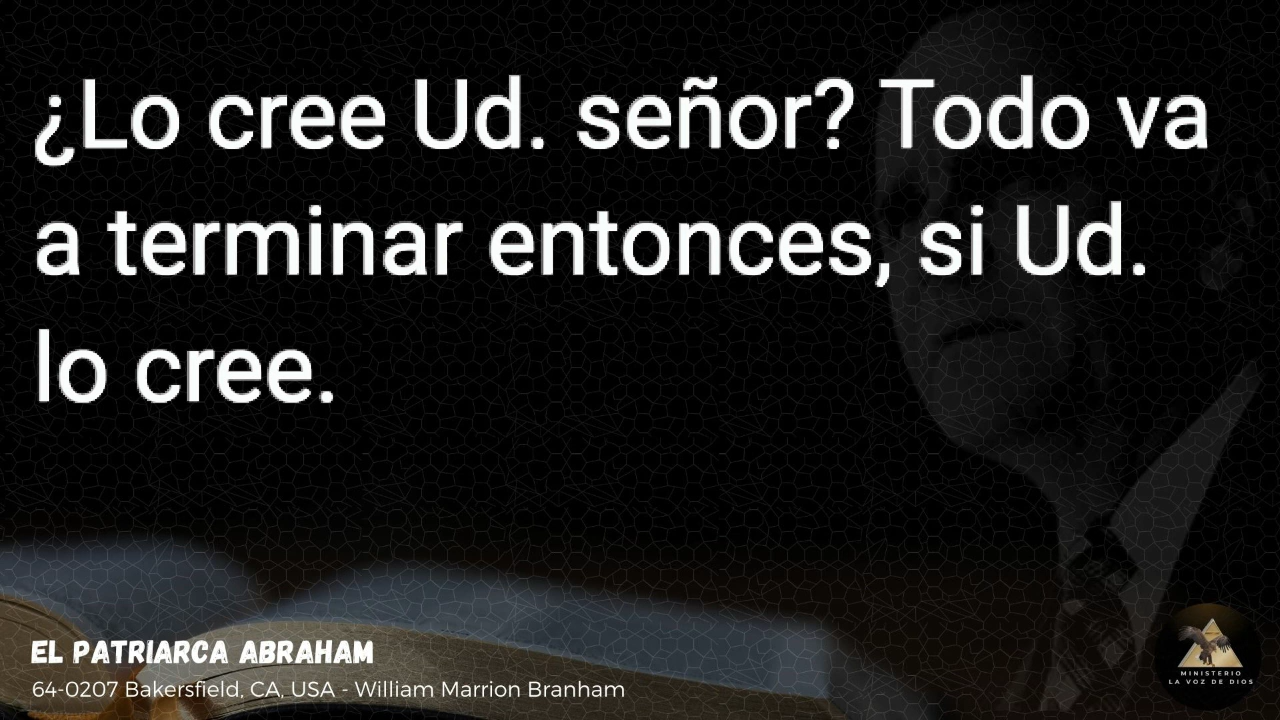 ¿Lo cree Ud. señor? Todo va
a terminar entonces, si Ud.
lo cree.
EL PATRIARCA ABRAHAM
64-0207 Bakersfield, CA, USA - William Marrion Branham
MINISTERIO
LA VOZ DE DIOS